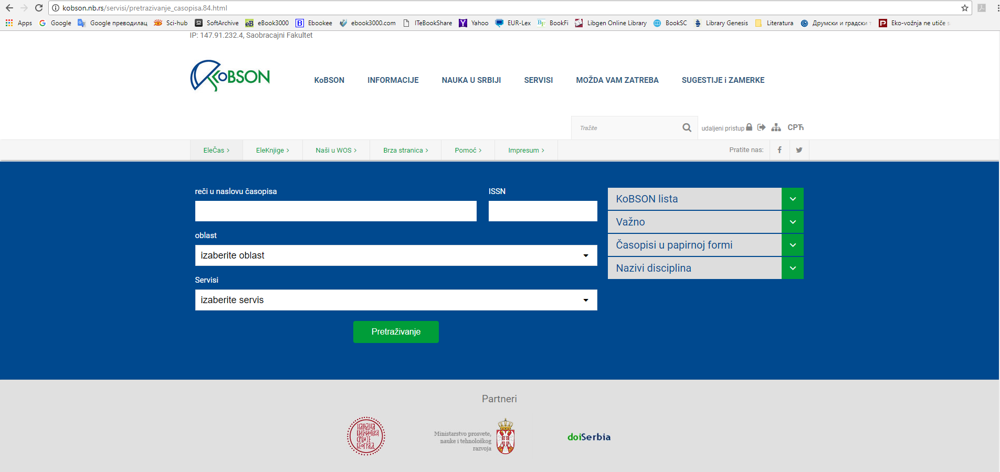 kobson.nb.rs/servisi/pretrazivanje_casopisa.84.html
Apps Google Google преводилац Sci-hub SoftArchive eBook3000 Ebookee ebook3000.com ITeBookShare Yahoo EUR-Lex BookFi Libgen Online Library BookSC Library Genesis Literatura Друмски и градски т Eko-vožnja ne utiče s
IP: 147.91.232.4, Saobracajni Fakultet
KoBSON
KoBSON INFORMACIJE NAUKA U SRBIJI SERVISI MOŽDA VAM ZATREBA SUGESTIJE i ZAMERKE
Tražite udaljeni pristup СРЋ
EleČas EleKnjige Naši u WOS Brza stranica Pomoć Impresum Pratite nas:
reči u naslovu časopisa ISSN
oblast
izaberite oblast
Servisi
izaberite servis
Pretraživanje
KoBSON lista
Važno
Časopisi u papirnoj formi
Nazivi disciplina
Partneri
НАРОДНА
БИБЛИОТЕКА
СРБИЈЕ
БЕОГРАД
Ministarstvo prosvete,
nauke i tehnološkog
razvoja
doiSerbia